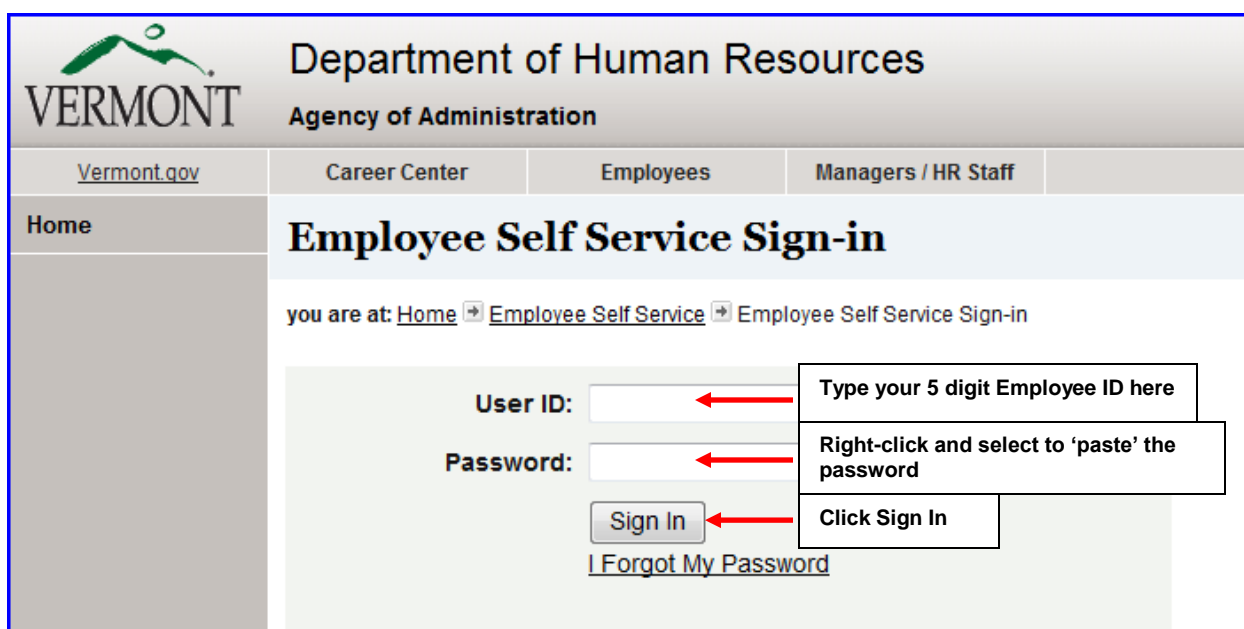 VERMONT
Department of Human Resources
Agency of Administration
Vermont.gov
Career Center
Employees
Managers / HR Staff
Home
Employee Self Service Sign-in
you are at: Home Employee Self Service Employee Self Service Sign-in
User ID:
Type your 5 digit Employee ID here
Password:
Right-click and select to ‘paste’ the
password
Sign In
Click Sign In
I Forgot My Password